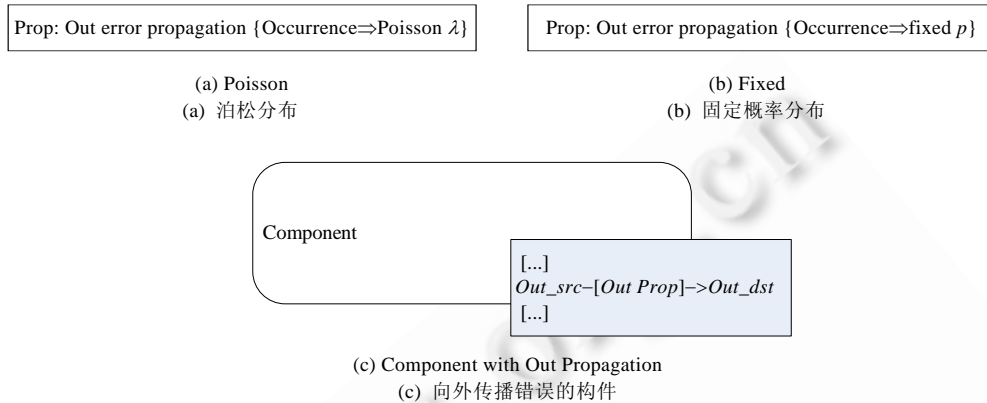 Prop: Out error propagation {Occurrence⇒Poisson λ}
Prop: Out error propagation {Occurrence⇒fixed p}
(a) Poisson
(b) Fixed
(a) 泊松分布
(b) 固定概率分布
Component
[...]
Out_src−[Out Prop]−>Out_dst
[...]
(c) Component with Out Propagation
(c) 向外传播错误的构件